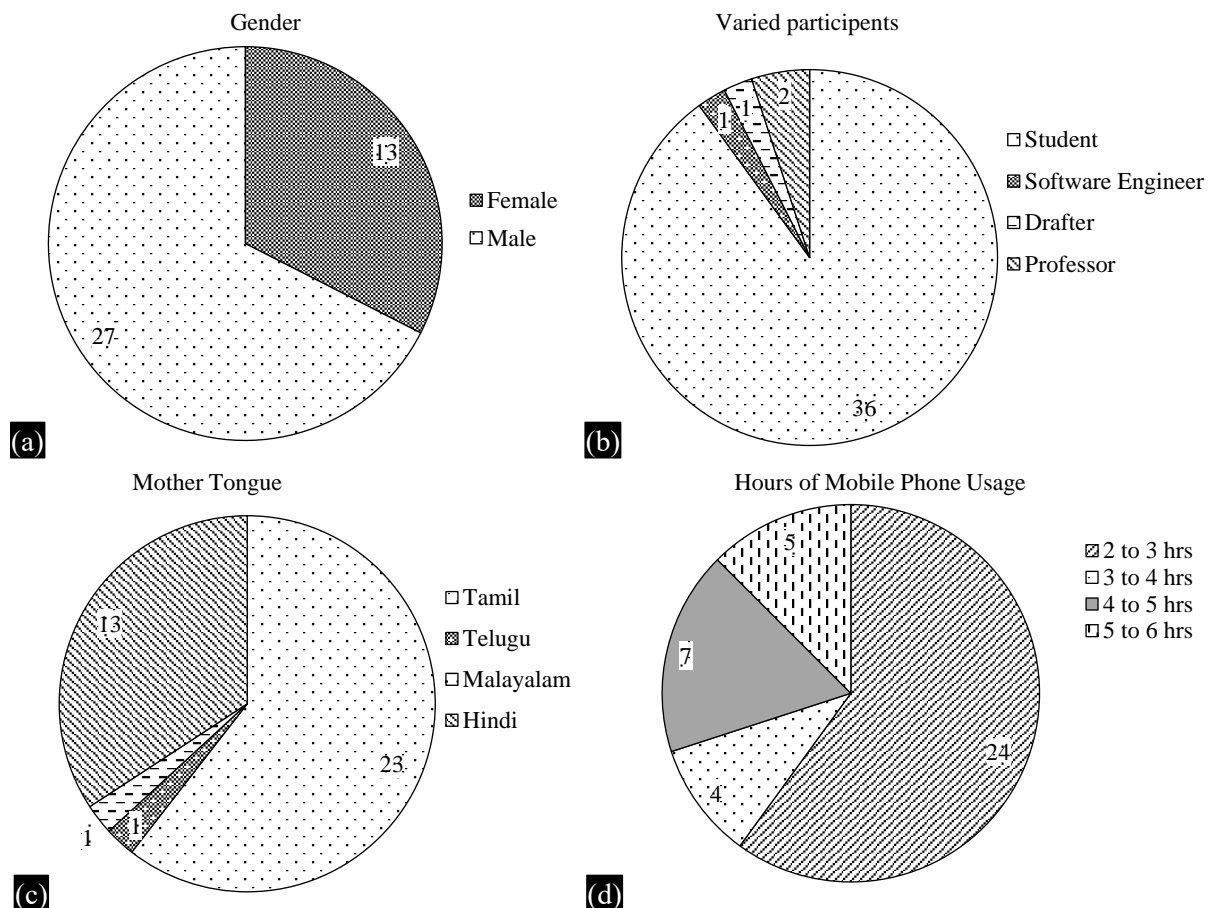 Gender
13
27
Female
Male
(a)
Varied participents
1
1
2
36
Student
Software Engineer
Drafter
Professor
(b)
Mother Tongue
13
23
1
1
Tamil
Telugu
Malayalam
Hindi
(c)
Hours of Mobile Phone Usage
5
7
24
4
2 to 3 hrs
3 to 4 hrs
4 to 5 hrs
5 to 6 hrs
(d)